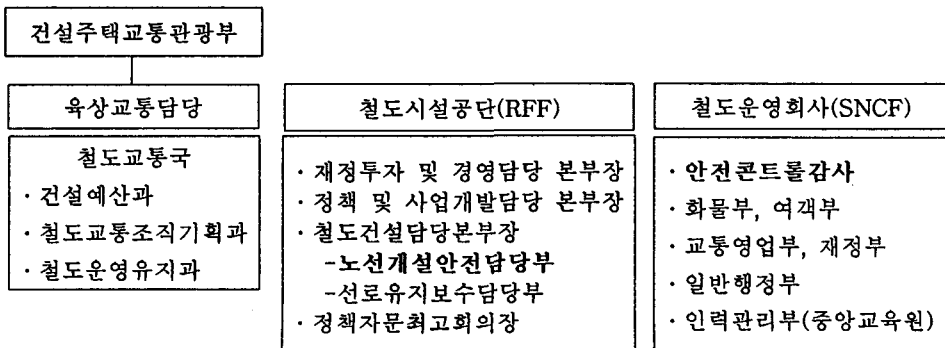 건설주택교통관광부
육상교통담당
철도교통국
· 건설예산과
· 철도교통조직기획과
· 철도운영유지과
철도시설공단(RFF)
· 재정투자 및 경영담당 본부장
· 정책 및 사업개발담당 본부장
· 철도건설담당본부장
-노선개설안전담당부
-선로유지보수담당부
· 정책자문최고회의장
철도운영회사(SNCF)
· 안전콘트롤감사
· 화물부, 여객부
· 교통영업부, 재정부
· 일반행정부
· 인력관리부(중앙교육원)